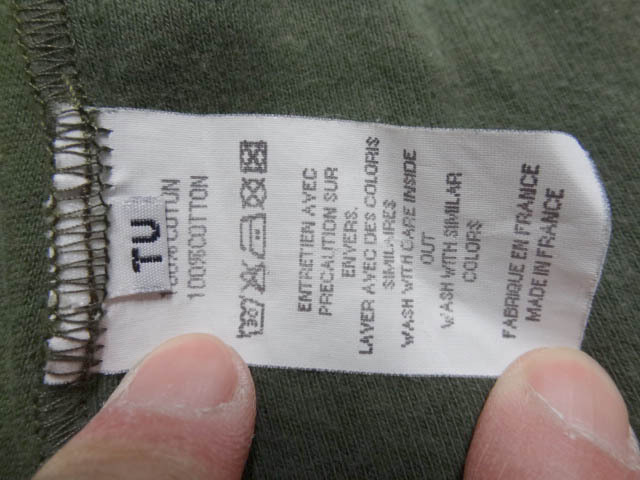 TU
100% COTON
100%COTTON
30
ENTRETIEN AVEC
PRECAUTION SUR
ENVERS.
LAVER AVEC DES COLORIS
SIMILAIRES
WASH WITH CARE INSIDE
OUT
WASH WITH SIMILAR
COLORS
FABRIQUE EN FRANCE
MADE IN FRANCE